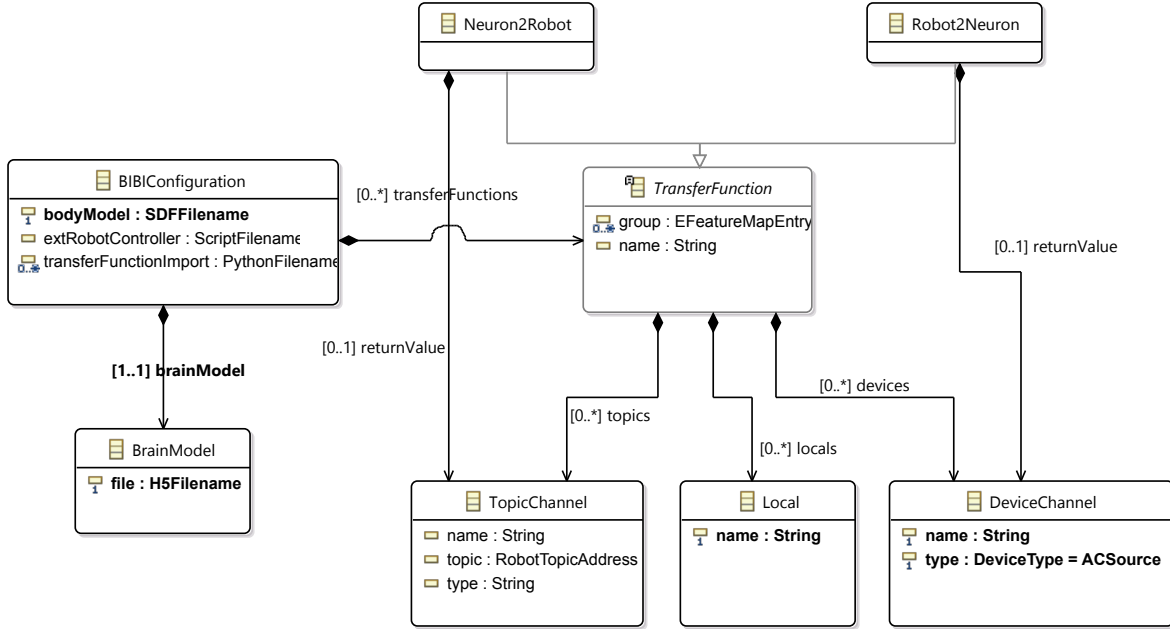 Neuron2Robot
Robot2Neuron
BIBIConfiguration
bodyModel : SDFFilename
extRobotController : ScriptFilename
transferFunctionImport : PythonFilename
[0..*] transferFunctions
TransferFunction
group : EFeatureMapEntry
name : String
[0..1] returnValue
[0..1] returnValue
[1..1] brainModel
[0..*] devices
[0..*] topics
[0..*] locals
BrainModel
file : H5Filename
TopicChannel
name : String
topic : RobotTopicAddress
type : String
Local
name : String
DeviceChannel
name : String
type : DeviceType = ACSource